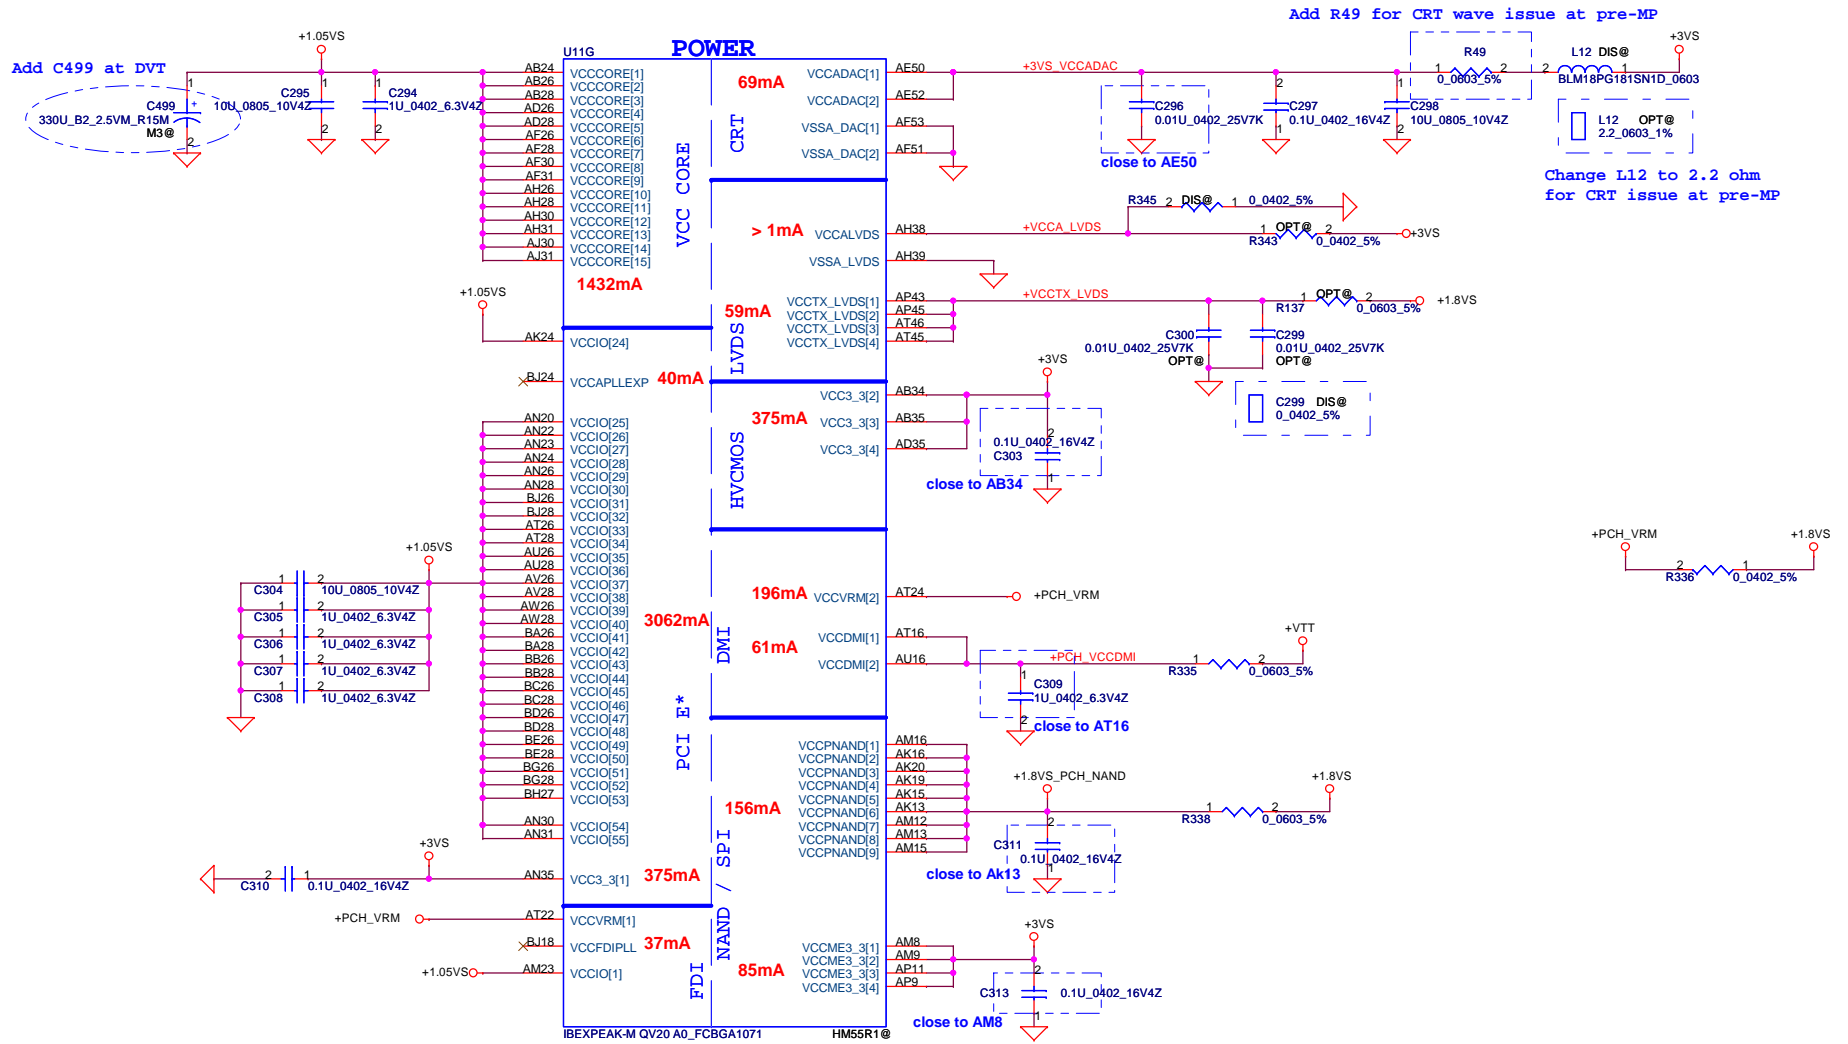 Add R49 for CRT wave issue at pre-MP
Add C499 at DVT
+1.05VS
U11G
POWER
+3VS
R49
0_0603_5%
L12 DIS@
BLM18PG181SN1D_0603
C499
330U_B2_2.5VM_R15M
M3@
C295
10U_0805_10V4Z
C294
1U_0402_6.3V4Z
AB24 VCCCORE[1]
AB26 VCCCORE[2]
AB28 VCCCORE[3]
AD26 VCCCORE[4]
AD28 VCCCORE[5]
AF26 VCCCORE[6]
AF28 VCCCORE[7]
AF30 VCCCORE[8]
AF31 VCCCORE[9]
AH26 VCCCORE[10]
AH28 VCCCORE[11]
AH30 VCCCORE[12]
AH31 VCCCORE[13]
AJ30 VCCCORE[14]
AJ31 VCCCORE[15]
1432mA
VCC CORE
69mA
CRT
VCCADAC[1] AE50
VCCADAC[2] AE52
VSSA_DAC[1] AF53
VSSA_DAC[2] AF51
+3VS_VCCADAC
C296
0.01U_0402_25V7K
close to AE50
C297
0.1U_0402_16V4Z
C298
10U_0805_10V4Z
L12 OPT@
2.2_0603_1%
Change L12 to 2.2 ohm
for CRT issue at pre-MP
R345 2 DIS@ 1 0_0402_5%
> 1mA
VCCALVDS AH38
+VCCA_LVDS
1 OPT@ 2
R343 0_0402_5%
+3VS
VSSA_LVDS AH39
59mA
LVDS
VCCTX_LVDS[1] AP43
VCCTX_LVDS[2] AP45
VCCTX_LVDS[3] AT46
VCCTX_LVDS[4] AT45
+VCCTX_LVDS
1 OPT@ 2
R137 0_0603_5%
+1.8VS
C300
0.01U_0402_25V7K
OPT@
C299
0.01U_0402_25V7K
OPT@
C299 DIS@
0_0402_5%
+1.05VS
AK24 VCCIO[24]
BJ24 VCCAPLLEXP 40mA
375mA
HVCMOS
VCC3_3[2] AB34
VCC3_3[3] AB35
VCC3_3[4] AD35
+3VS
0.1U_0402_16V4Z
C303
close to AB34
AN20 VCCIO[25]
AN22 VCCIO[26]
AN23 VCCIO[27]
AN24 VCCIO[28]
AN26 VCCIO[29]
AN28 VCCIO[30]
BJ26 VCCIO[31]
BJ28 VCCIO[32]
AT26 VCCIO[33]
AT28 VCCIO[34]
AU26 VCCIO[35]
AU28 VCCIO[36]
AV26 VCCIO[37]
AV28 VCCIO[38]
AW26 VCCIO[39]
AW28 VCCIO[40]
BA26 VCCIO[41]
BA28 VCCIO[42]
BB26 VCCIO[43]
BB28 VCCIO[44]
BC26 VCCIO[45]
BC28 VCCIO[46]
BD26 VCCIO[47]
BD28 VCCIO[48]
BE26 VCCIO[49]
BE28 VCCIO[50]
BG26 VCCIO[51]
BG28 VCCIO[52]
BH27 VCCIO[53]
AN30 VCCIO[54]
AN31 VCCIO[55]
3062mA
PCI E*
+1.05VS
C304 1 2 10U_0805_10V4Z
C305 1 2 1U_0402_6.3V4Z
C306 1 2 1U_0402_6.3V4Z
C307 1 2 1U_0402_6.3V4Z
C308 1 2 1U_0402_6.3V4Z
196mA
VCCVRM[2] AT24
+PCH_VRM
61mA
DMI
VCCDMI[1] AT16
VCCDMI[2] AU16
+PCH_VCCDMI
C309
1U_0402_6.3V4Z
close to AT16
1 2
R335 0_0603_5%
+VTT
+PCH_VRM
+1.8VS
2 1
R336 0_0402_5%
156mA
NAND / SPI
VCCPNAND[1] AM16
VCCPNAND[2] AK16
VCCPNAND[3] AK20
VCCPNAND[4] AK19
VCCPNAND[5] AK15
VCCPNAND[6] AK13
VCCPNAND[7] AM12
VCCPNAND[8] AM13
VCCPNAND[9] AM15
+1.8VS_PCH_NAND
+1.8VS
1 2
R338 0_0603_5%
C311
0.1U_0402_16V4Z
close to Ak13
+3VS
2 1
C310 0.1U_0402_16V4Z
AN35 VCC3_3[1] 375mA
+PCH_VRM
AT22 VCCVRM[1]
BJ18 VCCFDIPLL 37mA
+1.05VS
AM23 VCCIO[1]
FDI
85mA
VCCME3_3[1] AM8
VCCME3_3[2] AM9
VCCME3_3[3] AP11
VCCME3_3[4] AP9
+3VS
C313 0.1U_0402_16V4Z
close to AM8
IBEXPEAK-M QV20 A0_FCBGA1071
HM55R1@